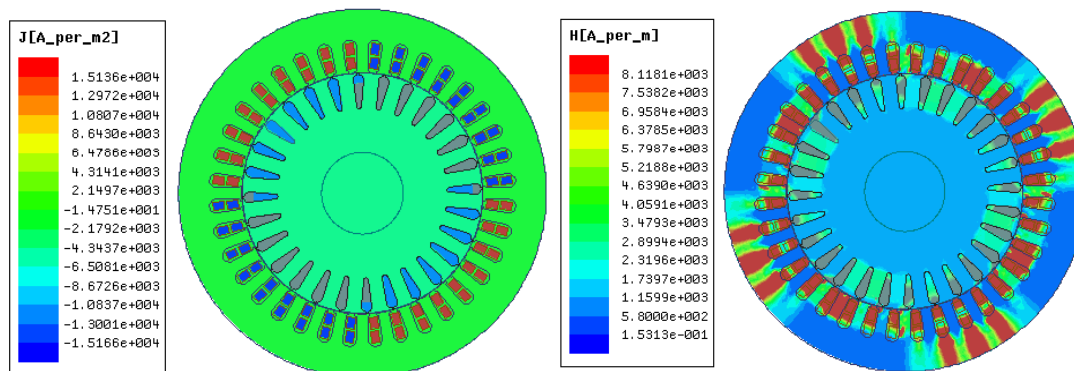 J[A_per_m2]
1.5136e+004
1.2972e+004
1.0807e+004
8.6430e+003
6.4786e+003
4.3141e+003
2.1497e+003
-1.4751e+001
-2.1792e+003
-4.3437e+003
-6.5081e+003
-8.6726e+003
-1.0837e+004
-1.3001e+004
-1.5166e+004
H[A_per_m]
8.1181e+003
7.5382e+003
6.9584e+003
6.3785e+003
5.7987e+003
5.2188e+003
4.6390e+003
4.0591e+003
3.4793e+003
2.8994e+003
2.3196e+003
1.7397e+003
1.1599e+003
5.8000e+002
1.5313e-001